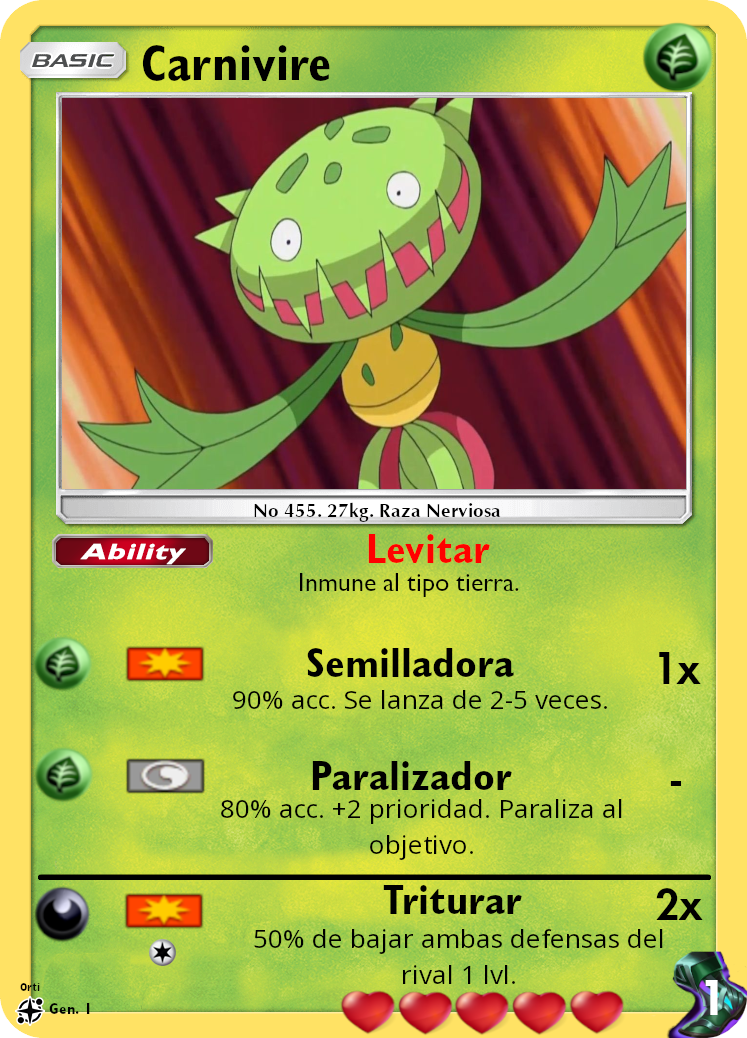 BASIC Carnivire
No 455. 27kg. Raza Nerviosa
Ability Levitar
Inmune al tipo tierra.
Semilladora 1x
90% acc. Se lanza de 2-5 veces.
Paralizador -
80% acc. +2 prioridad. Paraliza al
objetivo.
Triturar 2x
50% de bajar ambas defensas del
rival 1 lvl.
Orti
Gen. I
1